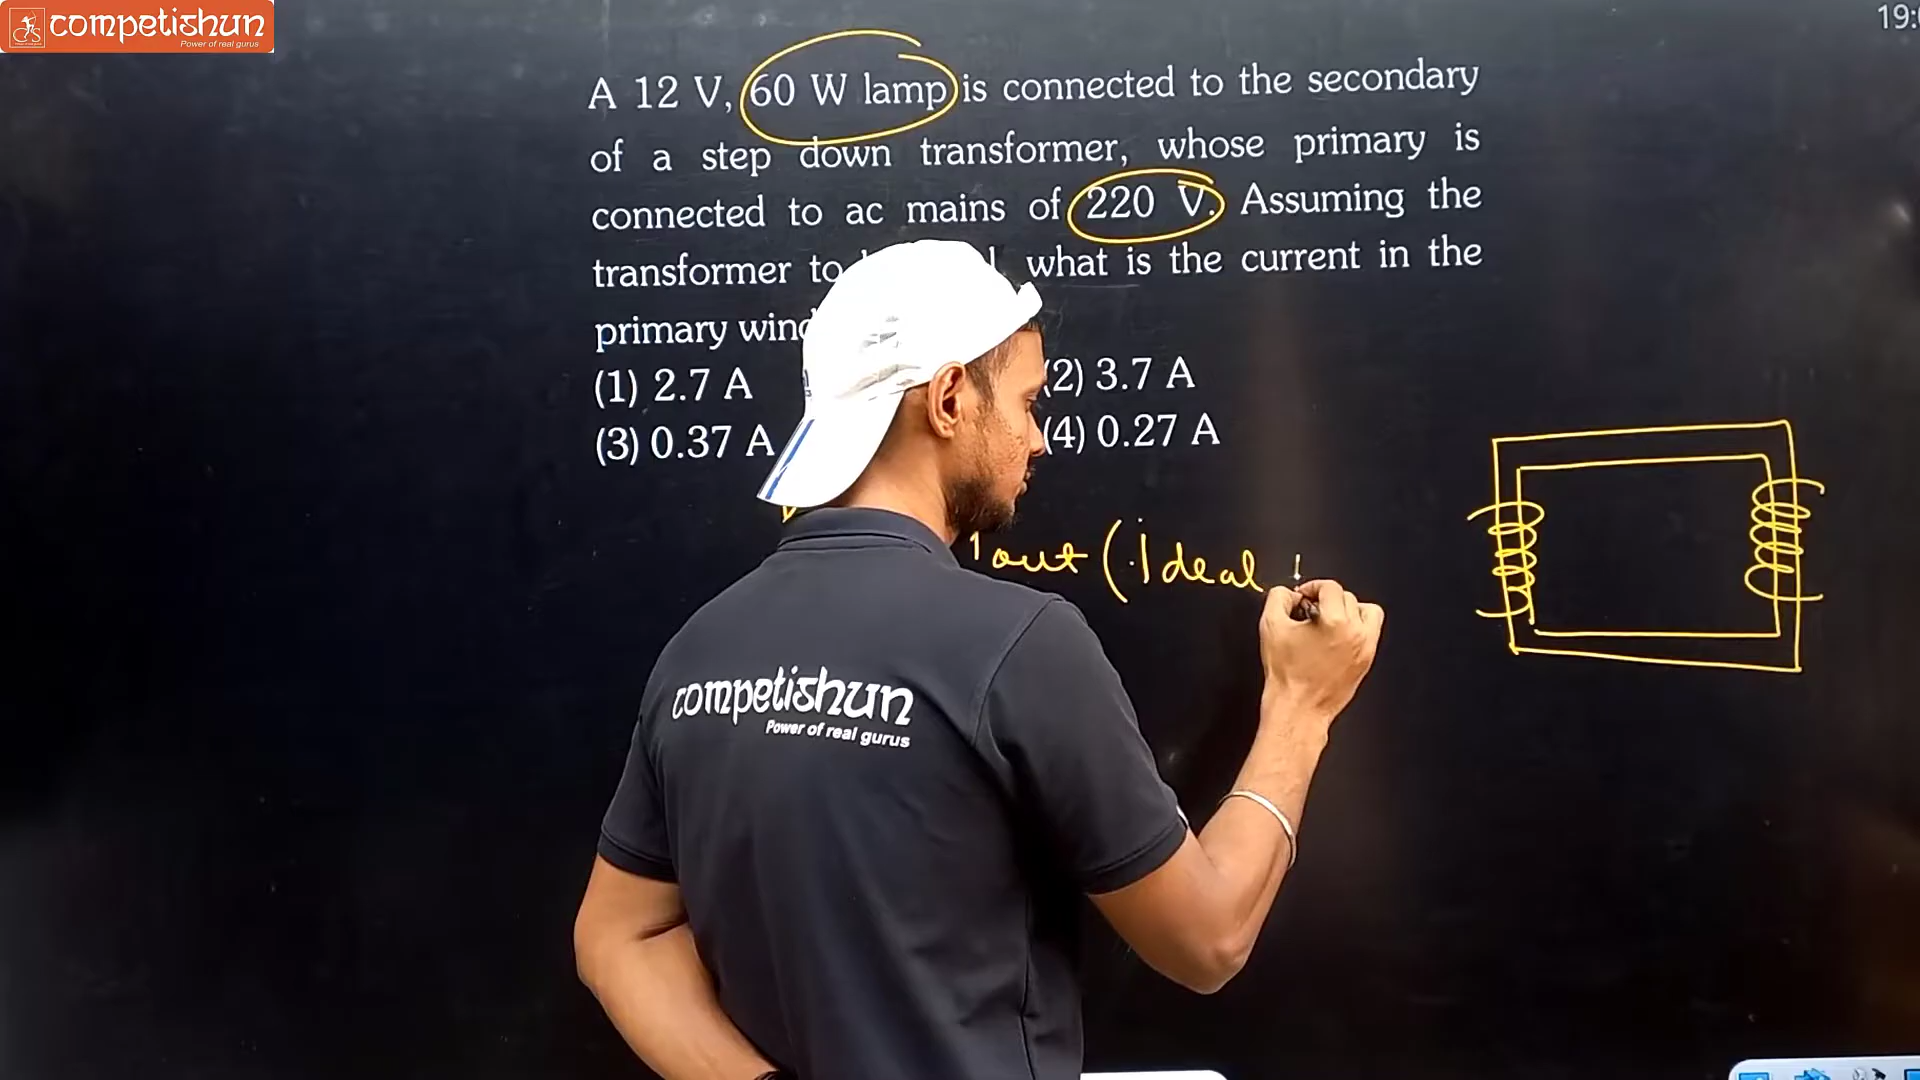 competishun
Power of real gurus
A 12 V, 60 W lamp is connected to the secondary
of a step down transformer, whose primary is
connected to ac mains of 220 V. Assuming the
transformer to what is the current in the
primary
(1) 2.7 A (2) 3.7 A
(3) 0.37 A (4) 0.27 A
out (Ideal
competishun
Power of real gurus